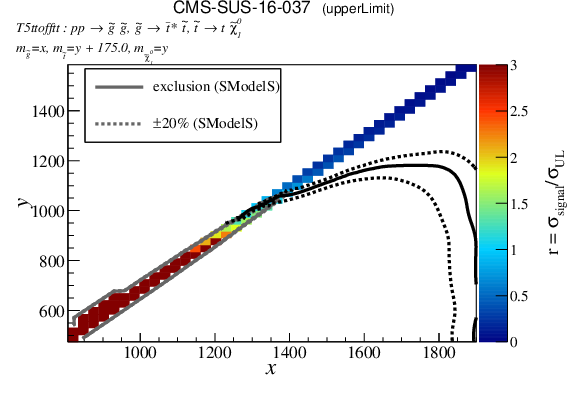 CMS-SUS-16-037 (upperLimit)
T5ttofftt : pp → g̃ g̃, g̃ → t̄* t̃, t̃ → t χ̃⁰₁
m_g̃=x, m_t̃=y + 175.0, m_χ̃⁰₁=y
exclusion (SModelS)
±20% (SModelS)
1400
1200
1000
800
600
y
1000 1200 1400 1600 1800
x
3
2.5
2
1.5
1
0.5
0
r = σ_signal/σ_UL